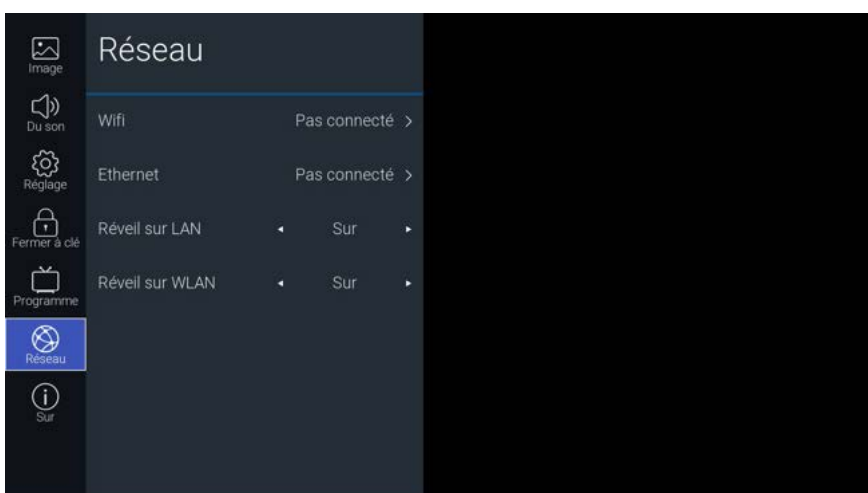 Image
Du son
Réglage
Fermer à clé
Programme
Réseau
Sur
Réseau
Wifi Pas connecté >
Ethernet Pas connecté >
Réveil sur LAN ◂ Sur ▸
Réveil sur WLAN ◂ Sur ▸